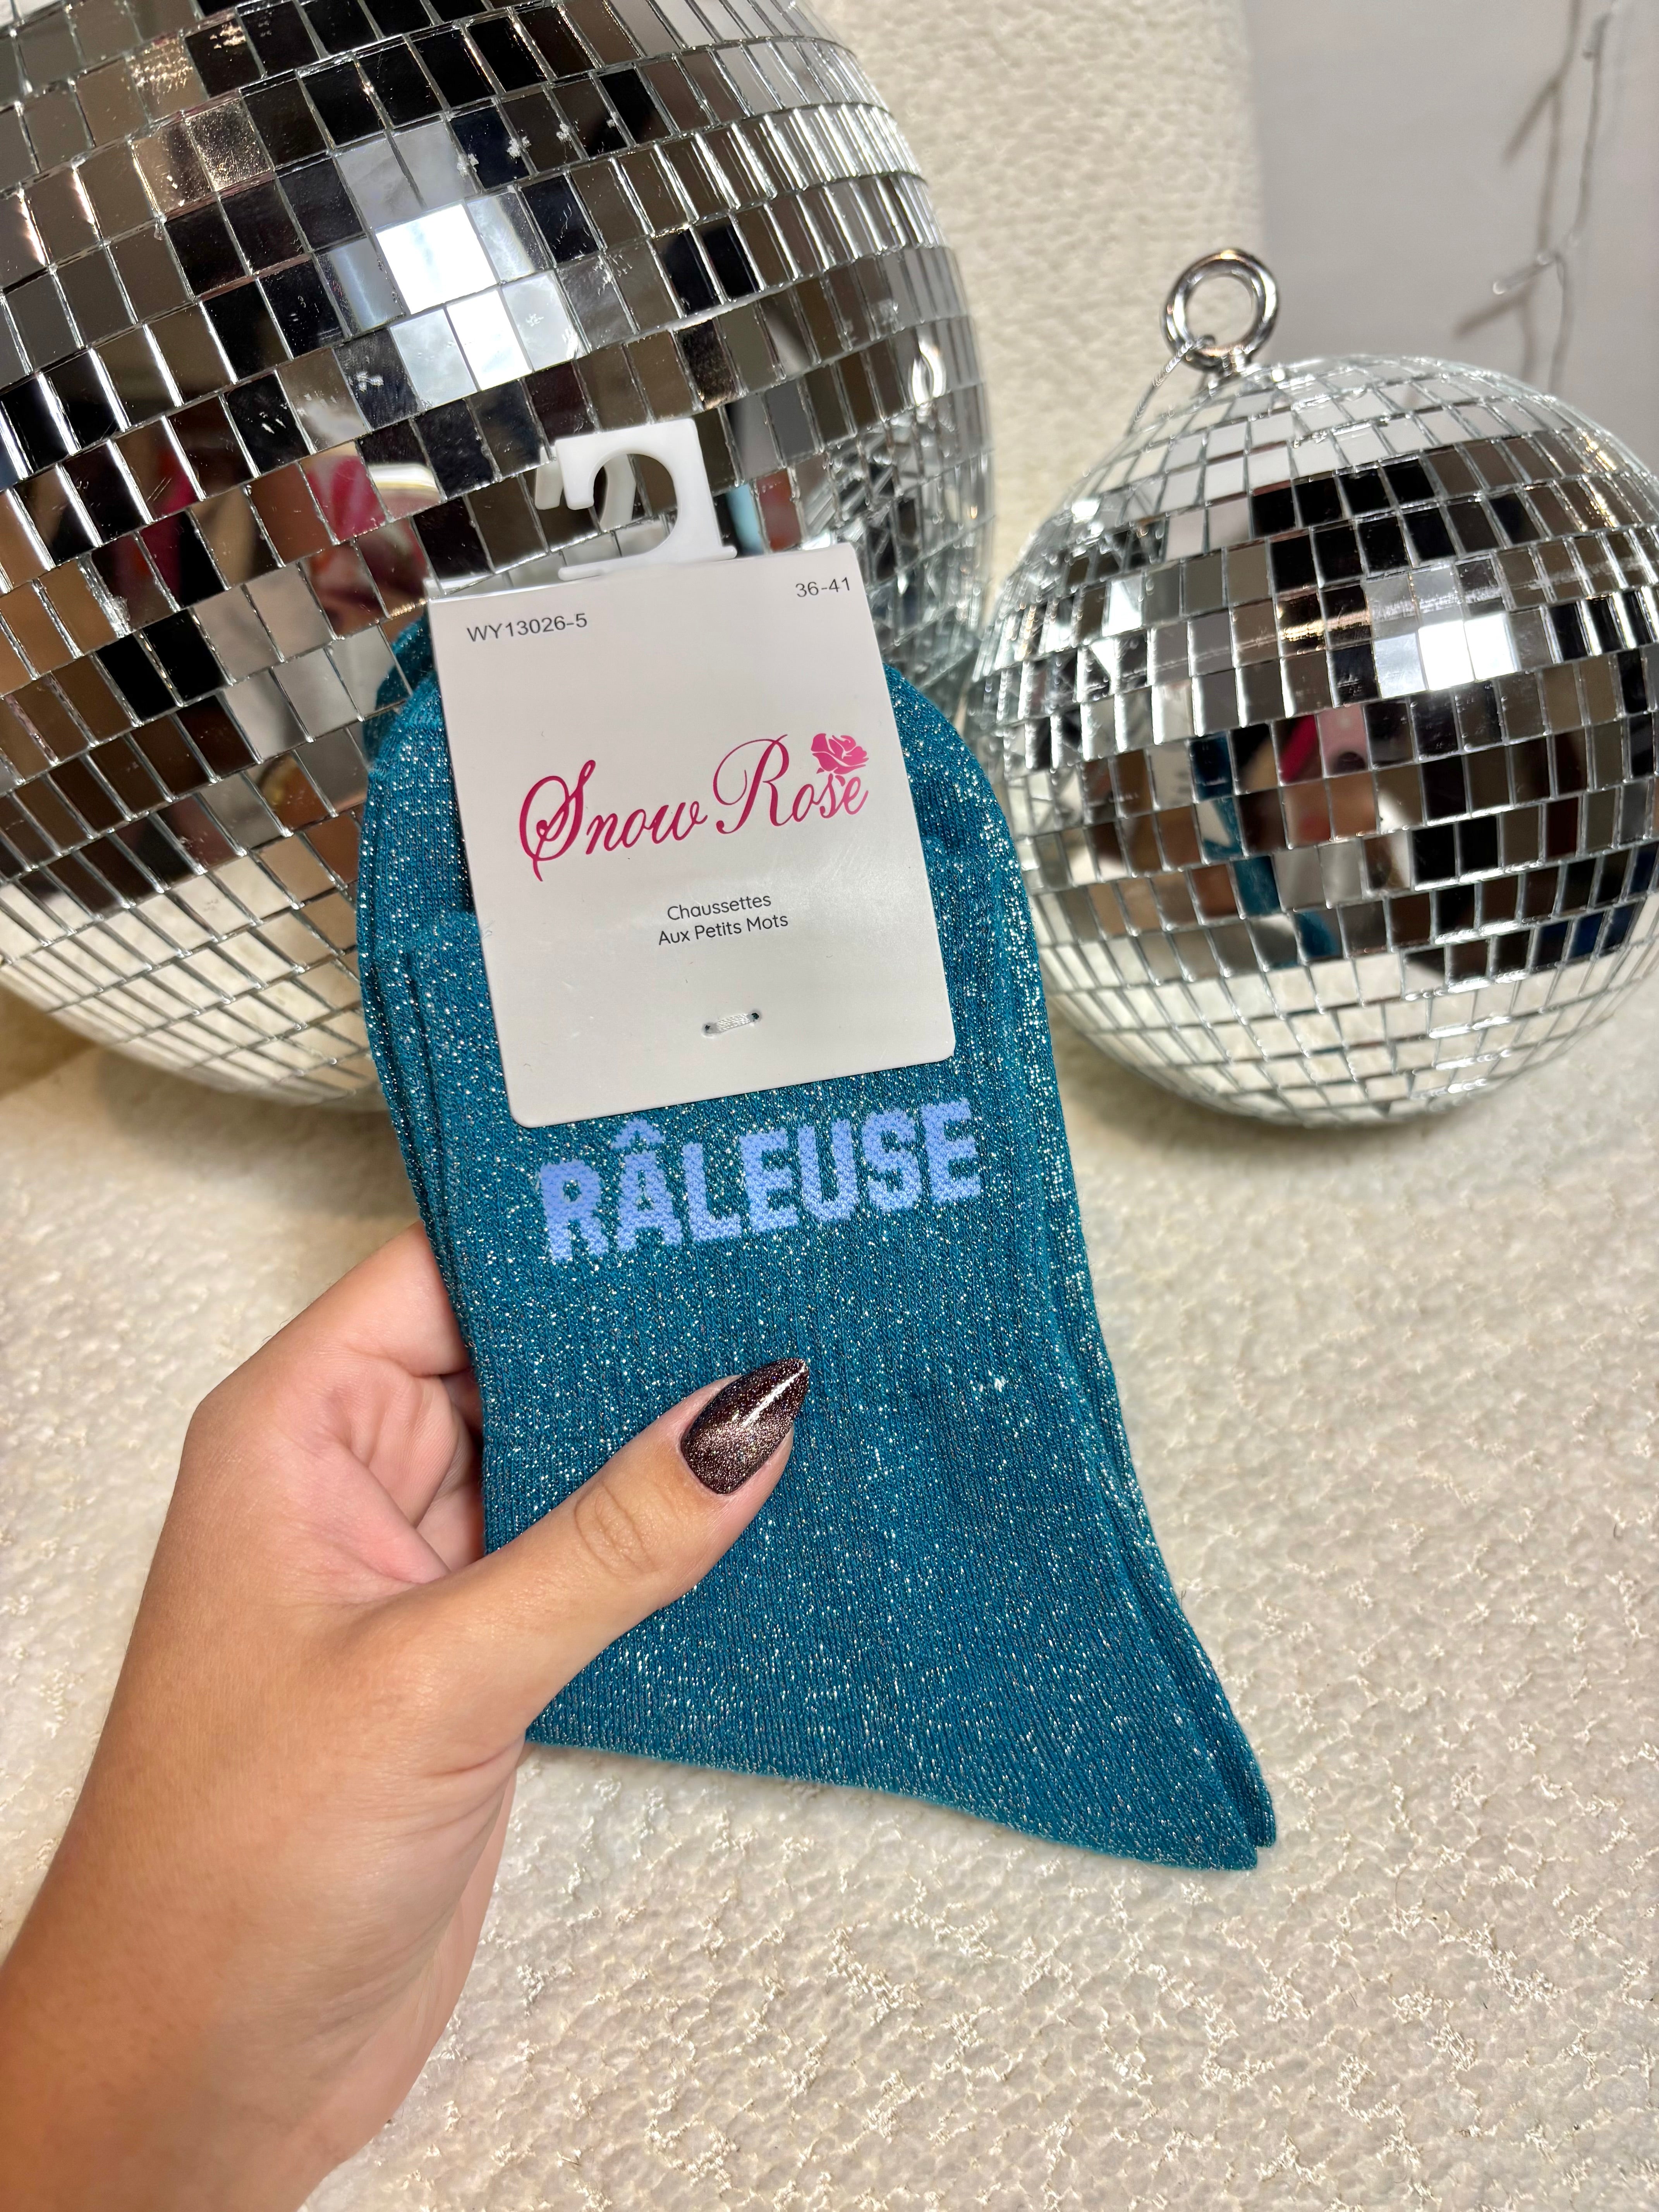 WY13026-5
36-41
Snow Rose
Chaussettes
Aux Petits Mots
RÂLEUSE